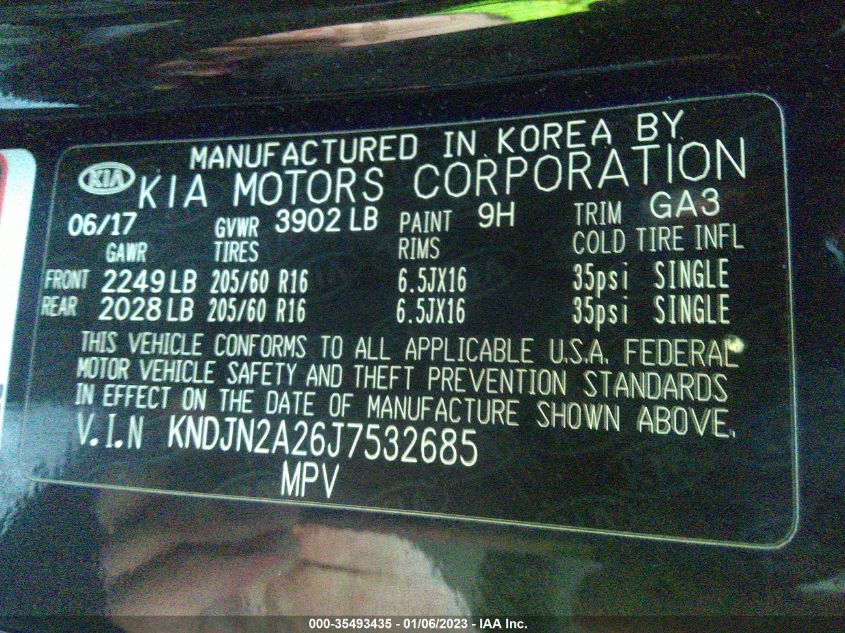 MANUFACTURED IN KOREA BY
KIA KIA MOTORS CORPORATION
06/17 GVWR 3902 LB PAINT 9H TRIM GA3
GAWR TIRES RIMS COLD TIRE INFL
FRONT 2249 LB 205/60 R16 6.5JX16 35psi SINGLE
REAR 2028 LB 205/60 R16 6.5JX16 35psi SINGLE
THIS VEHICLE CONFORMS TO ALL APPLICABLE U.S.A. FEDERAL
MOTOR VEHICLE SAFETY AND THEFT PREVENTION STANDARDS
IN EFFECT ON THE DATE OF MANUFACTURE SHOWN ABOVE.
V.I.N KNDJN2A26J7532685
MPV
000-35493435 - 01/06/2023 - IAA Inc.